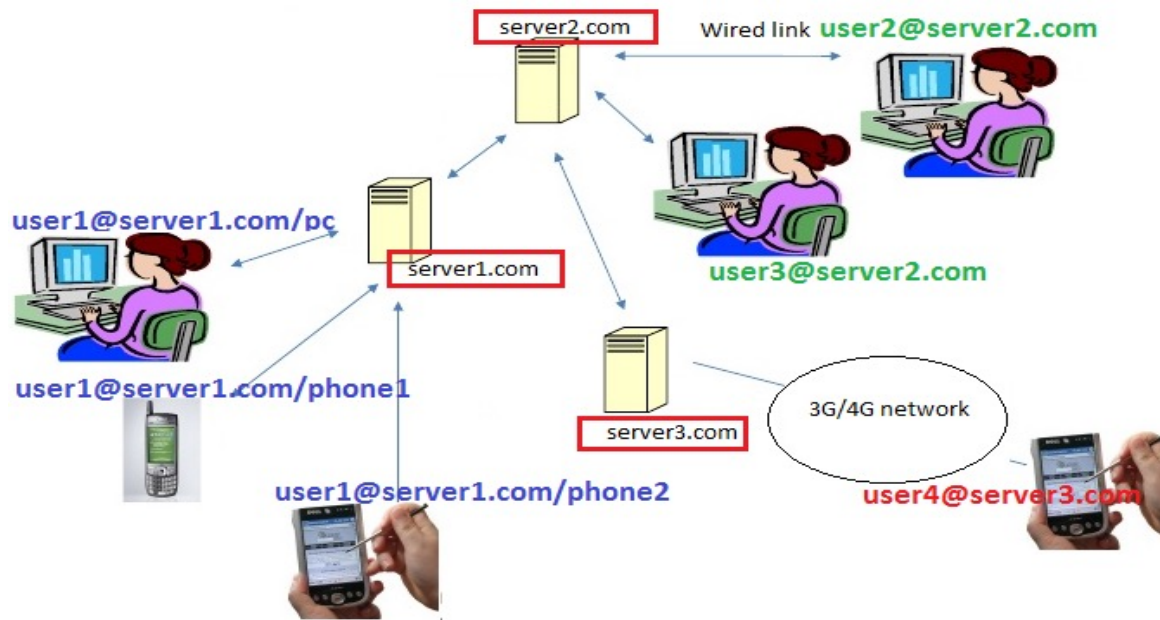 server2.com
Wired link user2@server2.com
user1@server1.com/pc
server1.com
user3@server2.com
user1@server1.com/phone1
3G/4G network
server3.com
user1@server1.com/phone2
user4@server3.com